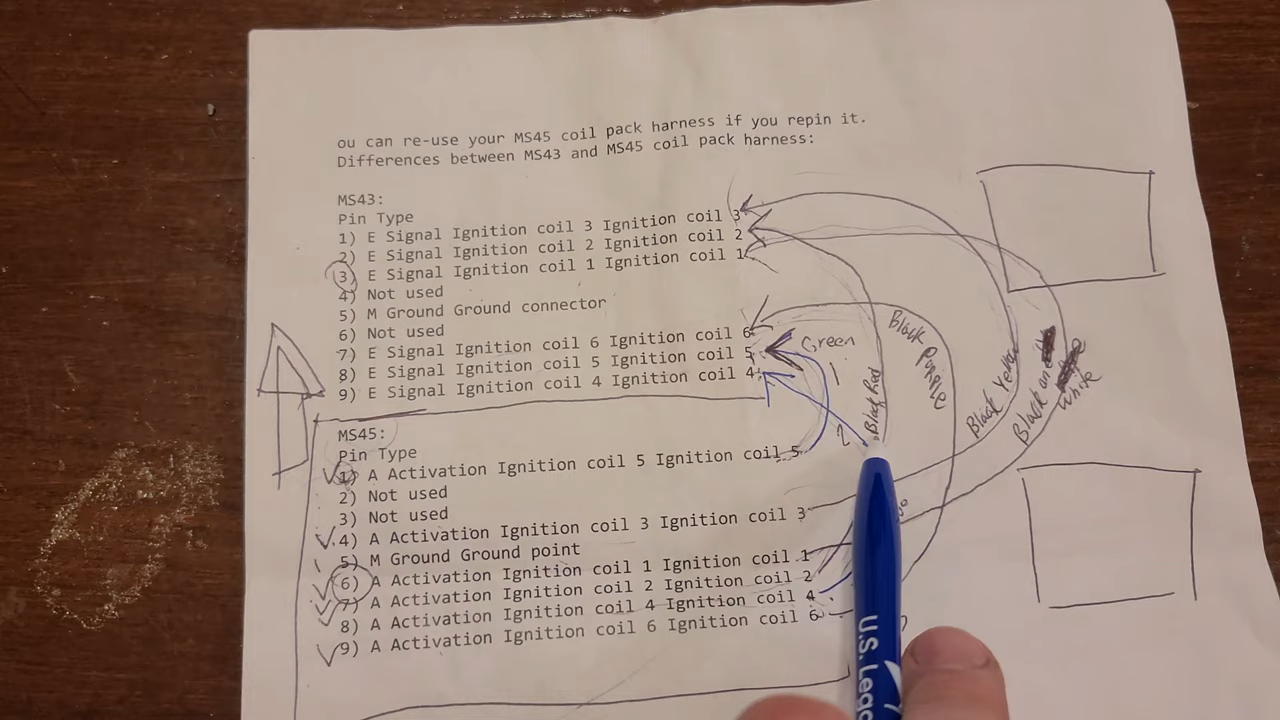 ou can re-use your MS45 coil pack harness if you repin it.
Differences between MS43 and MS45 coil pack harness:
MS43:
Pin Type
1) E Signal Ignition coil 3 Ignition coil 3
2) E Signal Ignition coil 2 Ignition coil 2
3) E Signal Ignition coil 1 Ignition coil 1
4) Not used
5) M Ground Ground connector
6) Not used
7) E Signal Ignition coil 6 Ignition coil 6
8) E Signal Ignition coil 5 Ignition coil 5
9) E Signal Ignition coil 4 Ignition coil 4
Green
1
2
Black Red
Black Purple
Black Yellow
Black
White
MS45:
Pin Type
1) A Activation Ignition coil 5 Ignition coil 5
2) Not used
3) Not used
4) A Activation Ignition coil 3 Ignition coil 3
5) M Ground Ground point
6) A Activation Ignition coil 1 Ignition coil 1
7) A Activation Ignition coil 2 Ignition coil 2
8) A Activation Ignition coil 4 Ignition coil 4
9) A Activation Ignition coil 6 Ignition coil 6
U.S. Lega